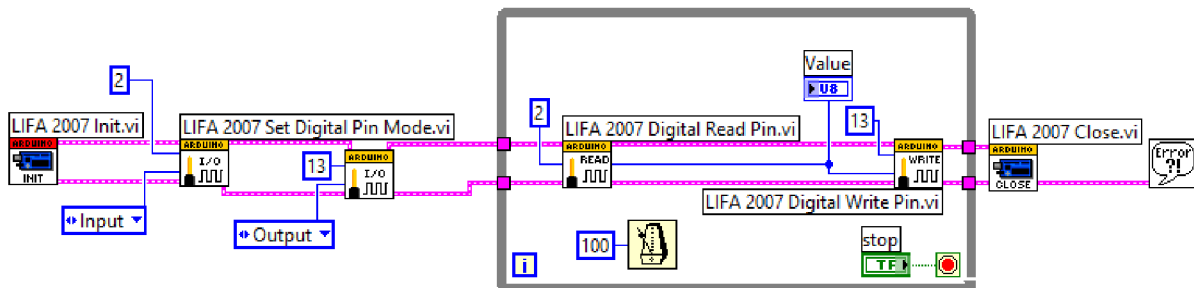 LIFA 2007 Init.vi
ARDUINO
INIT
2
Input
LIFA 2007 Set Digital Pin Mode.vi
ARDUINO
I/O
13
Output
ARDUINO
I/O
2
LIFA 2007 Digital Read Pin.vi
ARDUINO
READ
Value
U8
13
ARDUINO
WRITE
LIFA 2007 Digital Write Pin.vi
100
i
stop
TF
LIFA 2007 Close.vi
ARDUINO
CLOSE
Error
?!